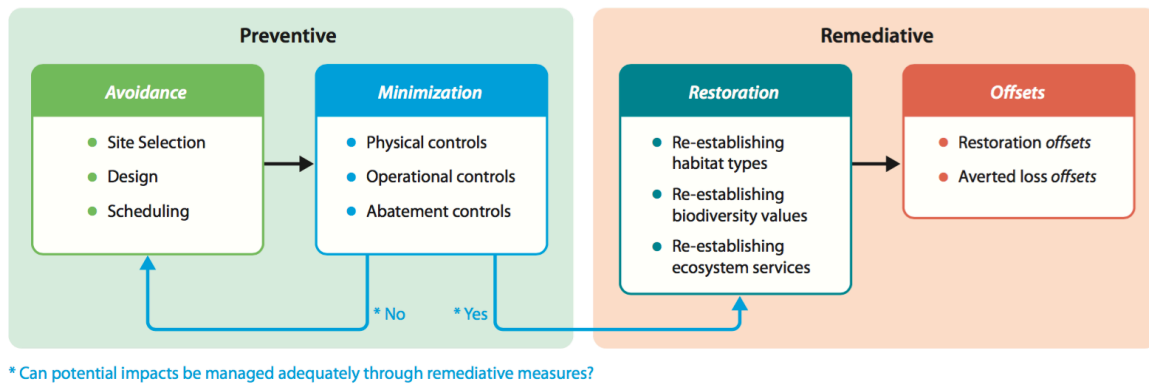 Preventive
Avoidance
Site Selection
Design
Scheduling
Minimization
Physical controls
Operational controls
Abatement controls
* No
* Yes
Remediative
Restoration
Re-establishing
habitat types
Re-establishing
biodiversity values
Re-establishing
ecosystem services
Offsets
Restoration offsets
Averted loss offsets
* Can potential impacts be managed adequately through remediative measures?